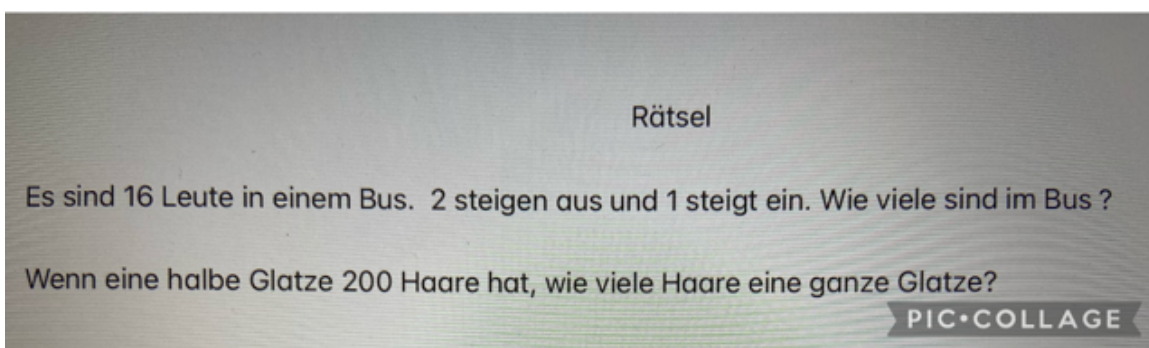 Rätsel
Es sind 16 Leute in einem Bus.  2 steigen aus und 1 steigt ein. Wie viele sind im Bus ?
Wenn eine halbe Glatze 200 Haare hat, wie viele Haare eine ganze Glatze?
PIC•COLLAGE